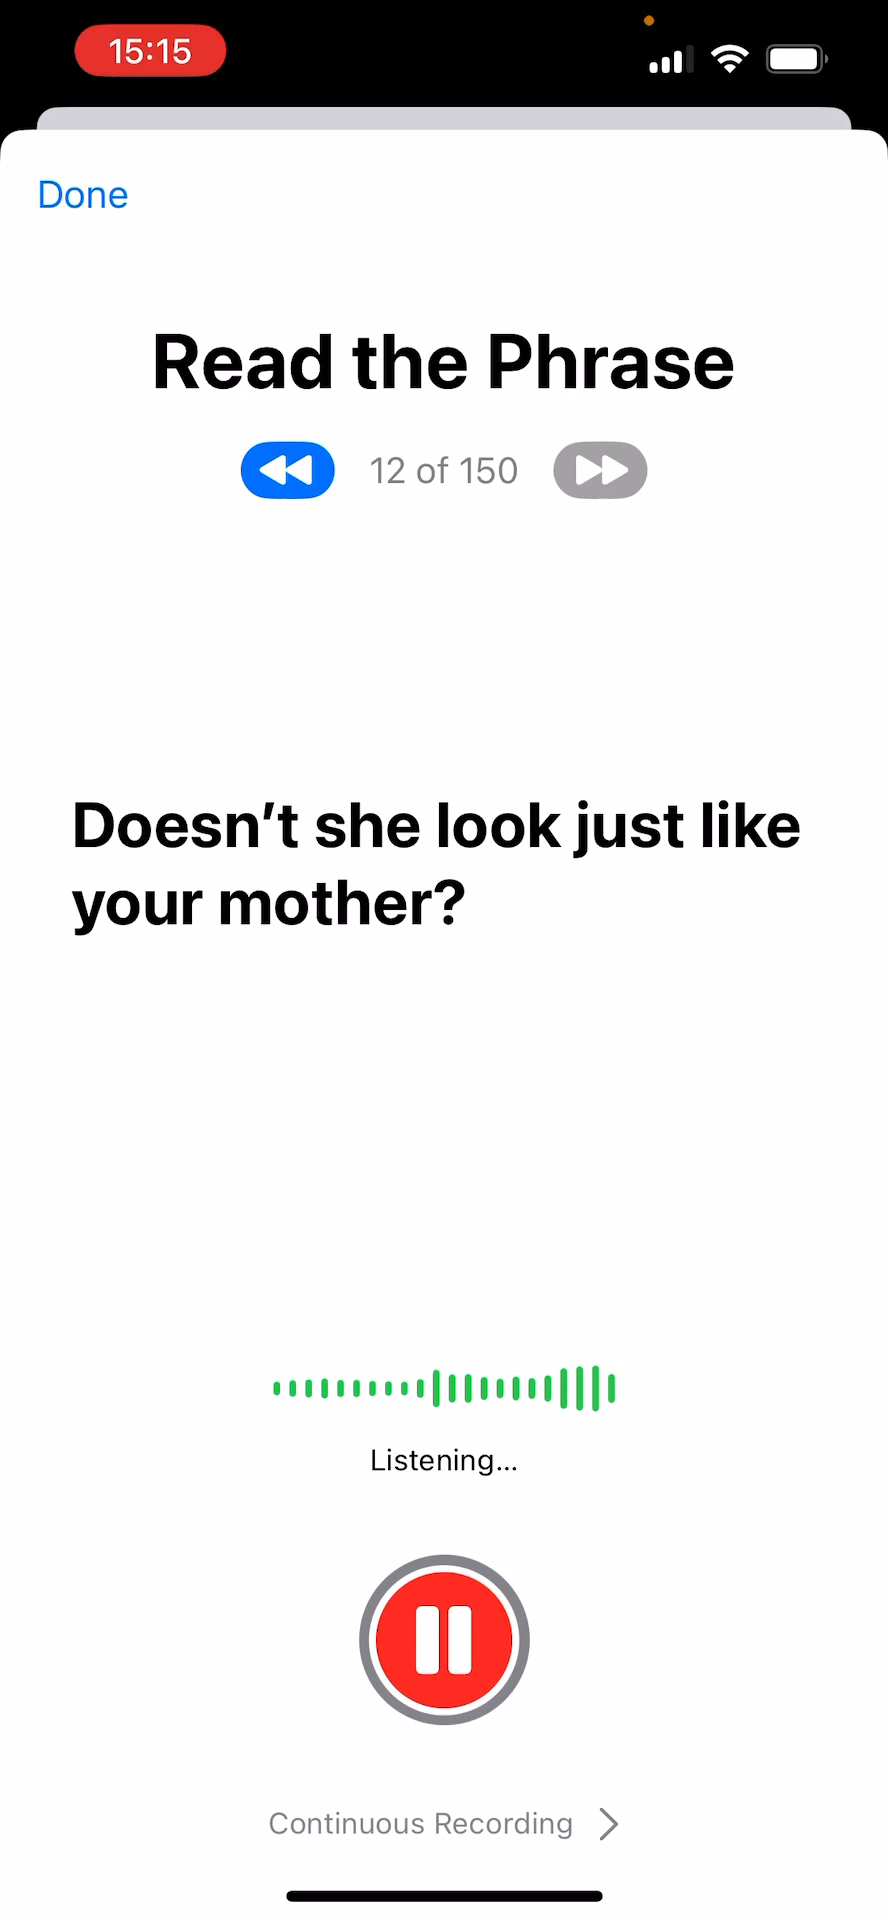 15:15
Done
Read the Phrase
12 of 150
Doesn’t she look just like
your mother?
Listening...
Continuous Recording